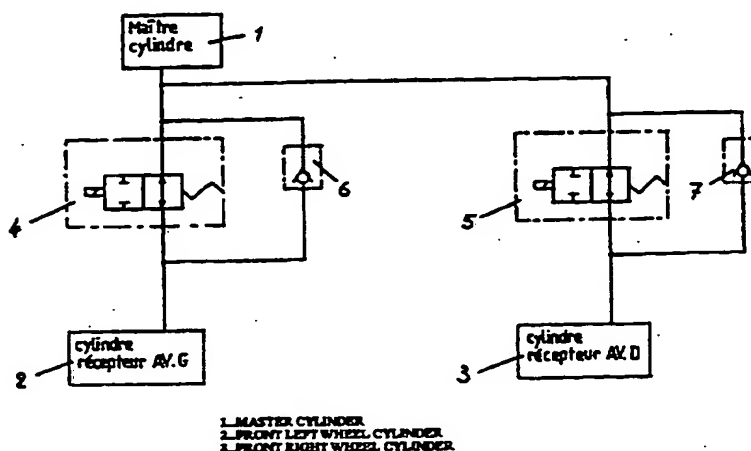 Maître
cylindre
1
6
7
4
5
cylindre
récepteur AV.G
cylindre
récepteur AV.D
2
3
1_MASTER CYLINDER
2_FRONT LEFT WHEEL CYLINDER
3_FRONT RIGHT WHEEL CYLINDER